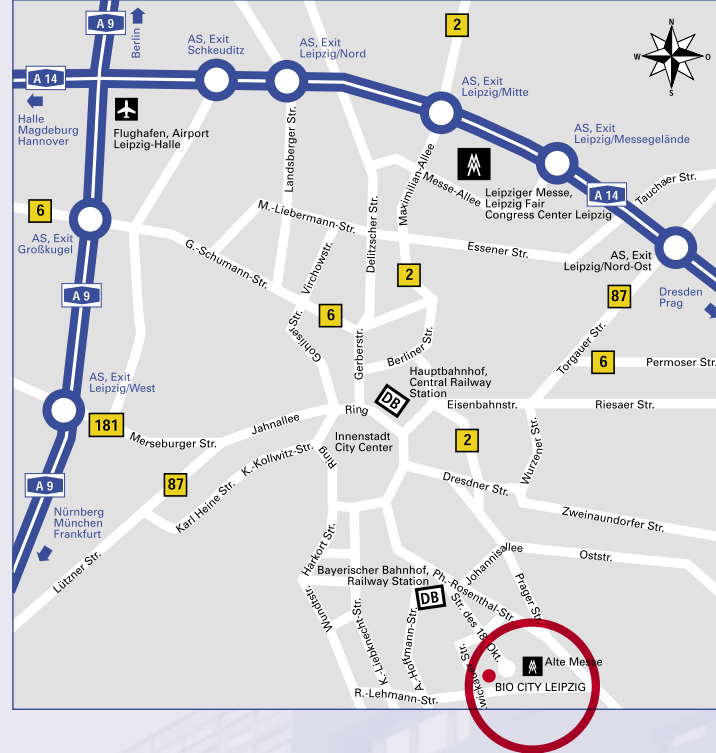 A 9
Berlin
2
N
W
O
S
AS, Exit
Schkeuditz
AS, Exit
Leipzig/Nord
A 14
AS, Exit
Leipzig/Mitte
Halle
Magdeburg
Hannover
Flughafen, Airport
Leipzig-Halle
AS, Exit
Leipzig/Messegelände
Landsberger Str.
Maximilian-Allee
Messe-Allee
Leipziger Messe,
Leipzig Fair
Congress Center Leipzig
A 14
Tauchaer Str.
6
M.-Liebermann-Str.
Delitzscher Str.
AS, Exit
Großkugel
G.-Schumann-Str.
Virchowstr.
Essener Str.
AS, Exit
Leipzig/Nord-Ost
2
A 9
87
Dresden
Prag
6
Gohliser Str.
Gerberstr.
Berliner Str.
Torgauer Str.
6
Permoser Str.
AS, Exit
Leipzig/West
Hauptbahnhof,
Central Railway
Station
DB
Ring
Eisenbahnstr.
Riesaer Str.
181
Merseburger Str.
Jahnallee
Innenstadt
City Center
2
Wurzener Str.
K.-Kollwitz-Str.
Ring
A 9
87
Karl Heine Str.
Dresdner Str.
Nürnberg
München
Frankfurt
Zweinaundorfer Str.
Lützner Str.
Harkort Str.
Johannisallee
Oststr.
Bayerischer Bahnhof,
Railway Station
DB
Ph.-Rosenthal-Str.
Prager Str.
Wundtstr.
K.-Liebknecht-Str.
A.-Hoffmann-Str.
Str. des 18. Okt.
Alte Messe
BIO CITY LEIPZIG
R.-Lehmann-Str.